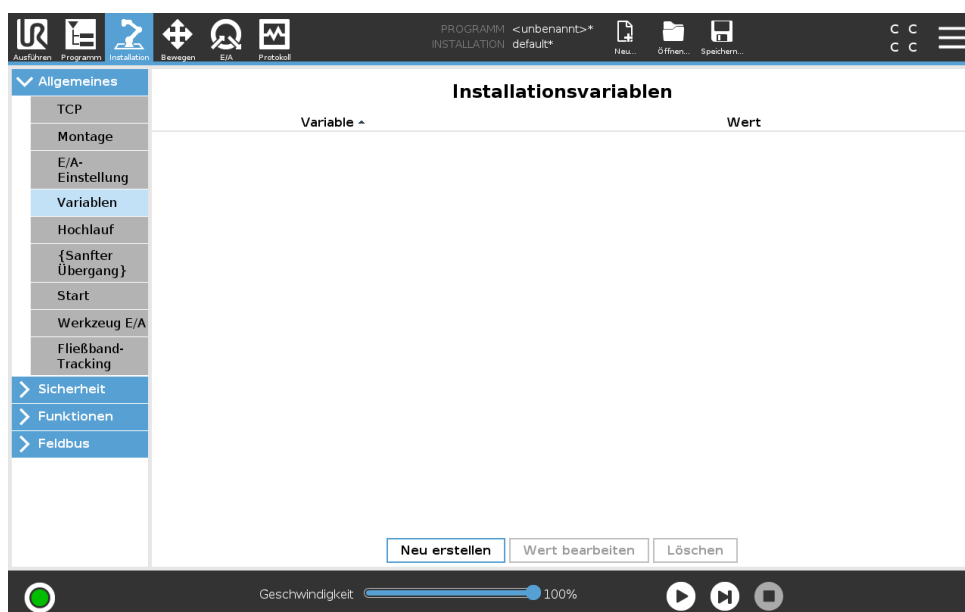 PROGRAMM <unbenannt>*
INSTALLATION default*
UR
Ausführen Programm Installation Bewegen E/A Protokoll Neu... Öffnen... Speichern...
C C
C C
Allgemeines
TCP
Montage
E/A-
Einstellung
Variablen
Hochlauf
{Sanfter
Übergang}
Start
Werkzeug E/A
Fließband-
Tracking
Sicherheit
Funktionen
Feldbus
Installationsvariablen
Variable Wert
Neu erstellen Wert bearbeiten Löschen
Geschwindigkeit 100%